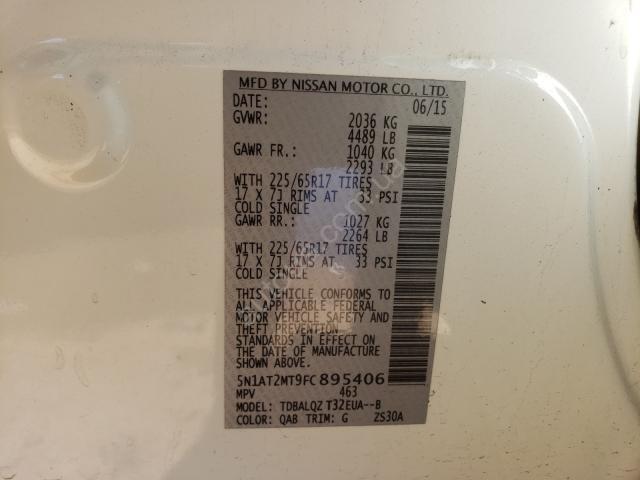 MFD BY NISSAN MOTOR CO., LTD.
DATE: 06/15
GVWR: 2036 KG
4489 LB
GAWR FR.: 1040 KG
2293 LB
WITH 225/65R17 TIRES
17 X 7J RIMS AT 33 PSI
COLD SINGLE
GAWR RR.: 1027 KG
2264 LB
WITH 225/65R17 TIRES
17 X 7J RIMS AT 33 PSI
COLD SINGLE
THIS VEHICLE CONFORMS TO
ALL APPLICABLE FEDERAL
MOTOR VEHICLE SAFETY AND
THEFT PREVENTION
STANDARDS IN EFFECT ON
THE DATE OF MANUFACTURE
SHOWN ABOVE.
5N1AT2MT9FC895406
MPV 463
MODEL: TDBALQZ T32EUA--B
COLOR: QAB TRIM: G ZS30A